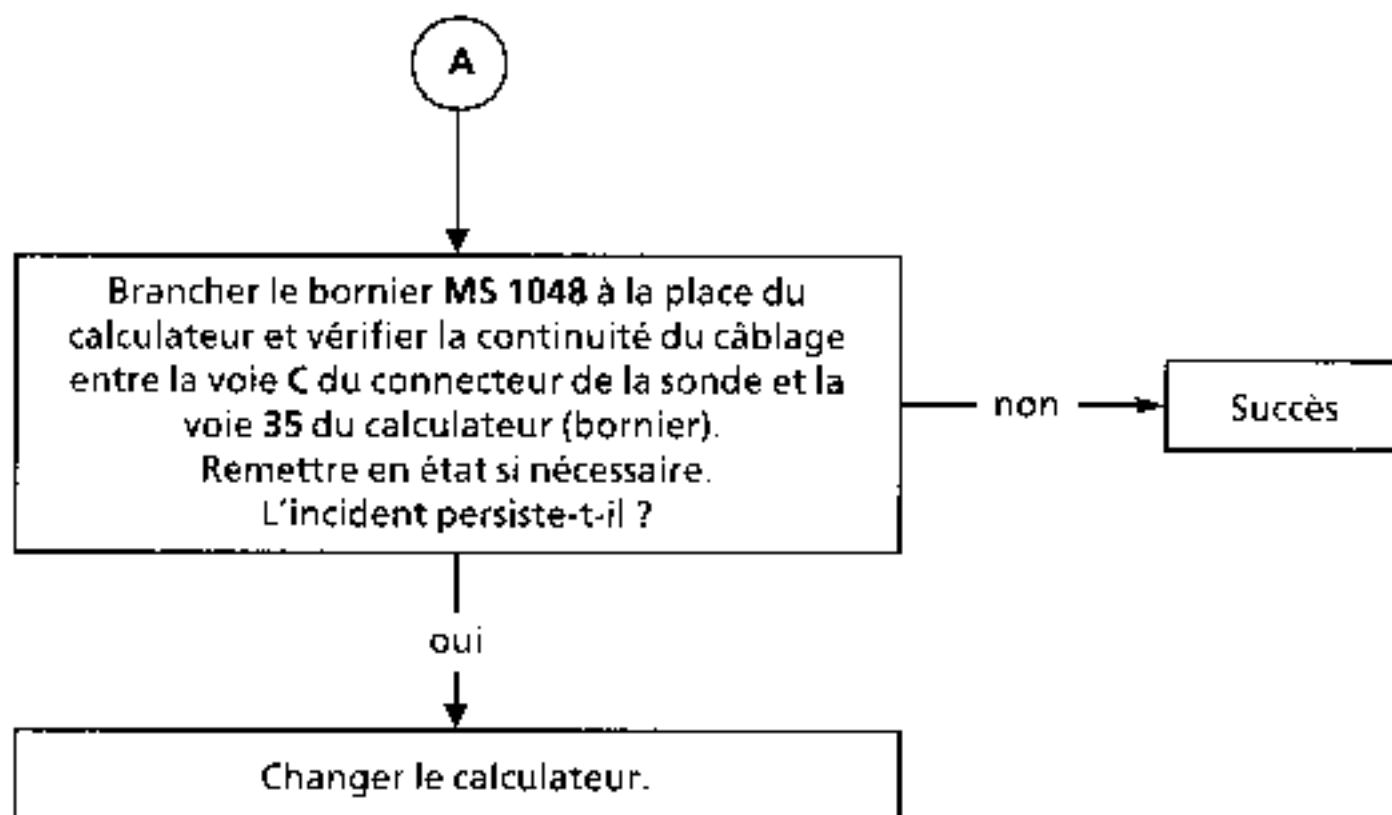 A
Brancher le bornier MS 1048 à la place du
calculateur et vérifier la continuité du câblage
entre la voie C du connecteur de la sonde et la
voie 35 du calculateur (bornier).
Remettre en état si nécessaire.
L'incident persiste-t-il ?
non
Succès
oui
Changer le calculateur.